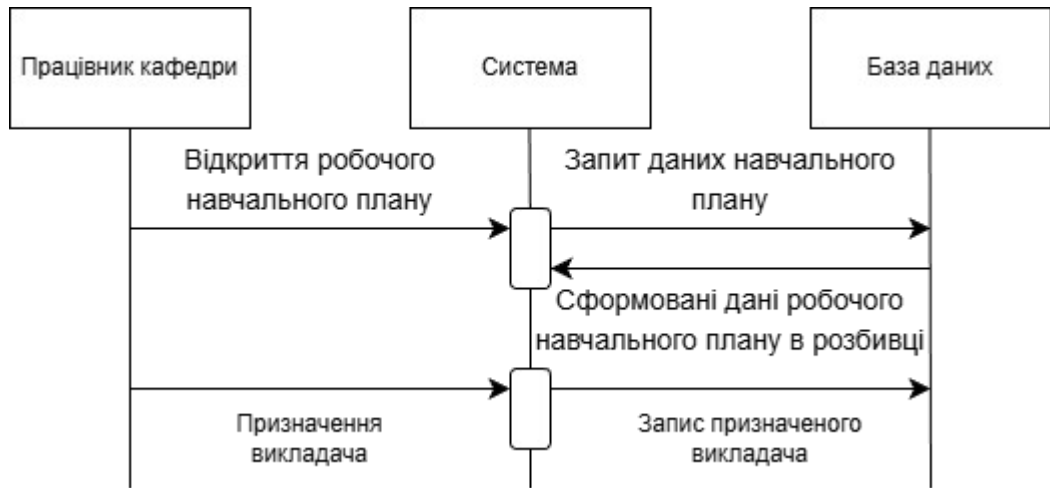 Працівник кафедри
Система
База даних
Відкриття робочого
навчального плану
Запит даних навчального
плану
Сформовані дані робочого
навчального плану в розбивці
Призначення
викладача
Запис призначеного
викладача